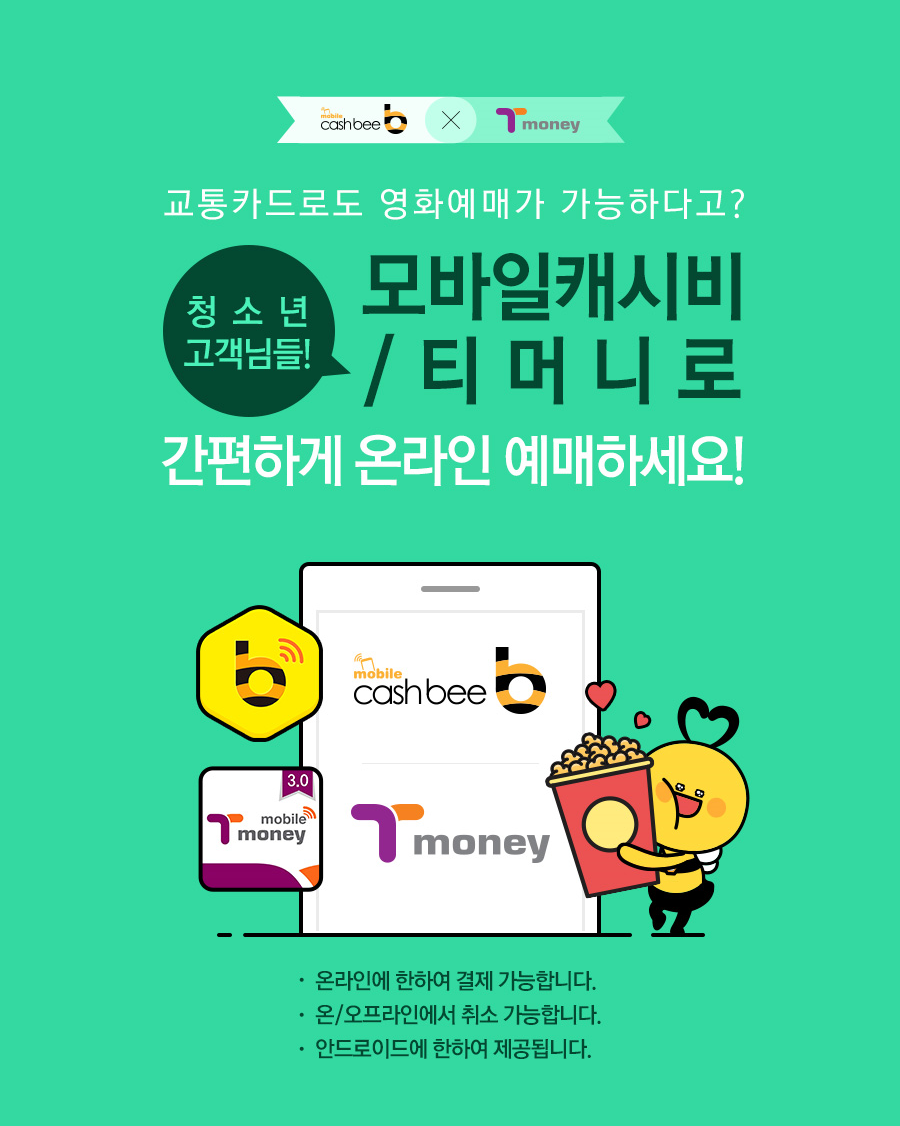 mobile
cashbee b × T money
교통카드로도 영화예매가 가능하다고?
청 소 년
고객님들!
모바일캐시비
/ 티 머 니 로
간편하게 온라인 예매하세요!
b
mobile
cashbee b
3.0
mobile
T money
T money
· 온라인에 한하여 결제 가능합니다.
· 온/오프라인에서 취소 가능합니다.
· 안드로이드에 한하여 제공됩니다.